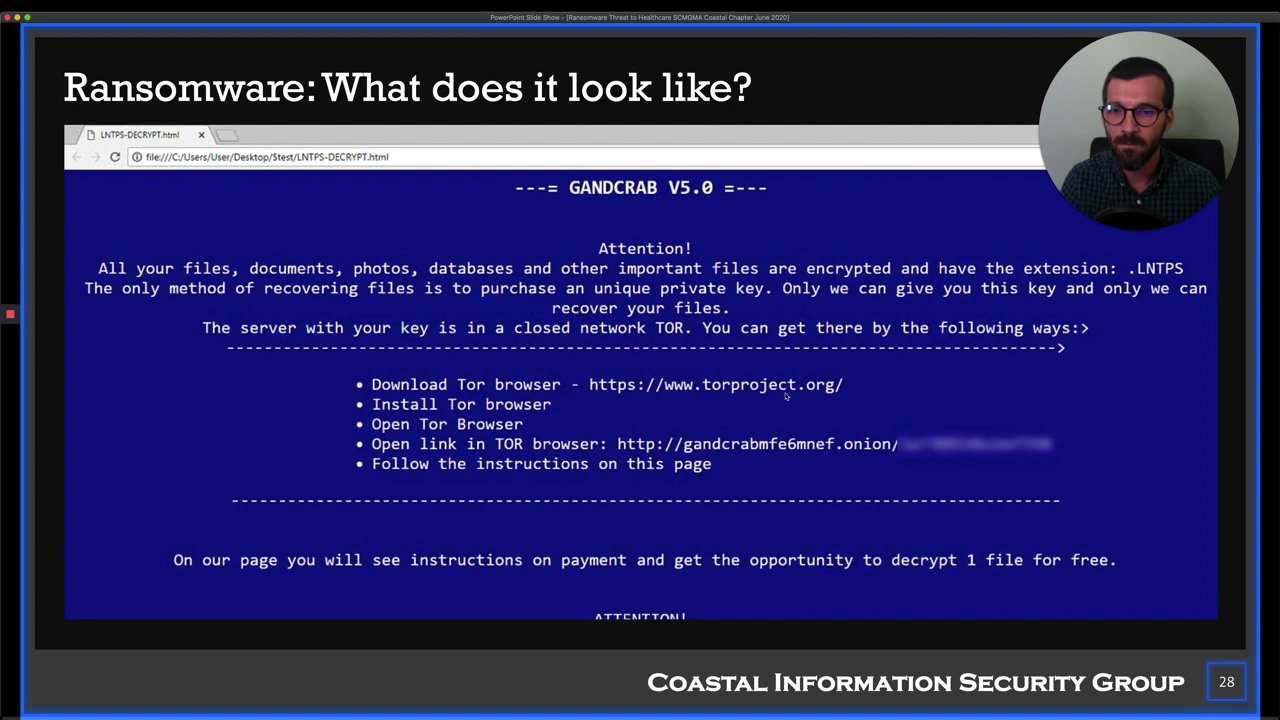 PowerPoint Slide Show - [Ransomware Threat to Healthcare SCMGMA Coastal Chapter June 2020]
Ransomware: What does it look like?
LNTPS-DECRYPT.html
file:///C:/Users/User/Desktop/$test/LNTPS-DECRYPT.html
---= GANDCRAB V5.0 =---
Attention!
All your files, documents, photos, databases and other important files are encrypted and have the extension: .LNTPS
The only method of recovering files is to purchase an unique private key. Only we can give you this key and only we can
recover your files.
The server with your key is in a closed network TOR. You can get there by the following ways:>
---------------------------------------------------------------------------------------->
• Download Tor browser - https://www.torproject.org/
• Install Tor browser
• Open Tor Browser
• Open link in TOR browser: http://gandcrabmfe6mnef.onion/
• Follow the instructions on this page
----------------------------------------------------------------------------------------
On our page you will see instructions on payment and get the opportunity to decrypt 1 file for free.
ATTENTION!
COASTAL INFORMATION SECURITY GROUP
28